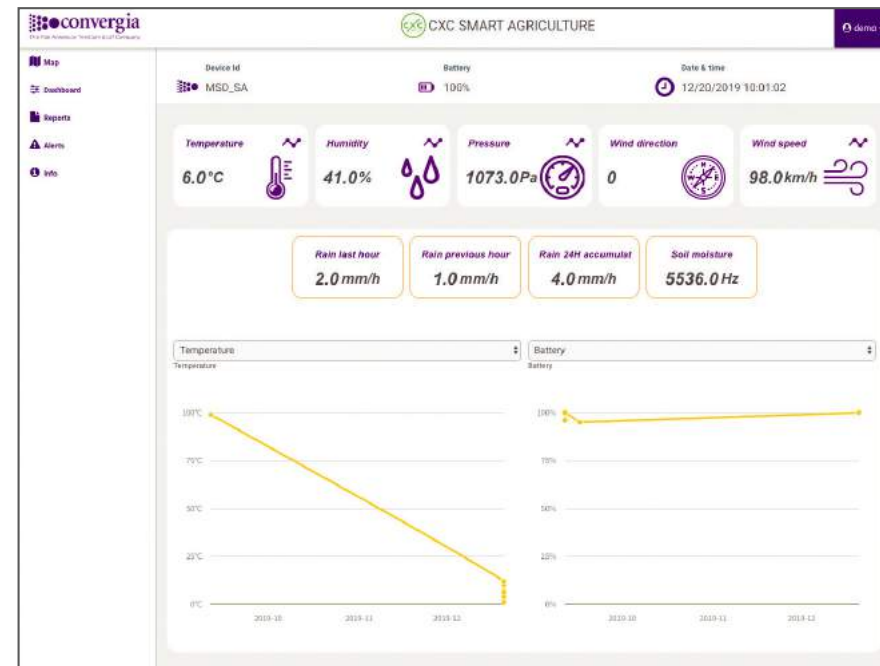 convergia
CXC CXC SMART AGRICULTURE
demo
Map
Dashboard
Reports
Alerts
Info
Device Id
MSD_SA
Battery
100%
Date & time
12/20/2019 10:01:02
Temperature
6.0°C
Humidity
41.0%
Pressure
1073.0Pa
Wind direction
0
N
E
S
W
Wind speed
98.0km/h
Rain last hour
2.0mm/h
Rain previous hour
1.0mm/h
Rain 24H accumulat
4.0mm/h
Soil moisture
5536.0Hz
Temperature
Temperature
100°C
75°C
50°C
25°C
0°C
2019-10
2019-11
2019-12
Battery
Battery
100%
75%
50%
25%
0%
2019-10
2019-11
2019-12